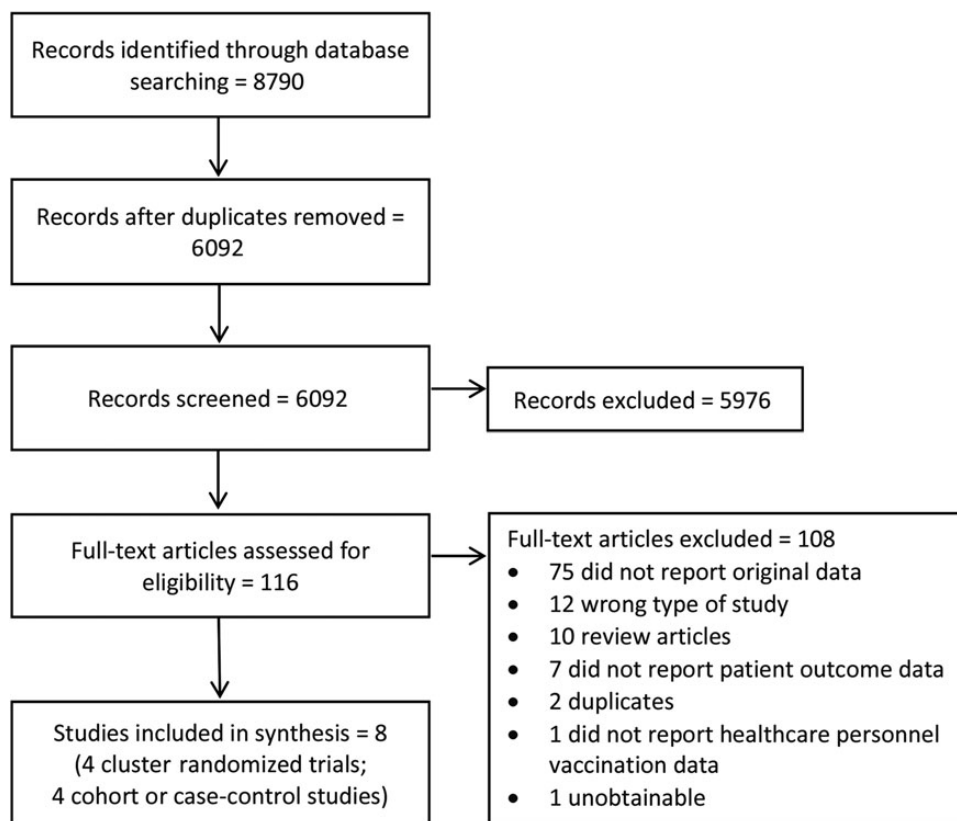 Records identified through database
searching = 8790
Records after duplicates removed =
6092
Records screened = 6092
Records excluded = 5976
Full-text articles assessed for
eligibility = 116
Full-text articles excluded = 108
• 75 did not report original data
• 12 wrong type of study
• 10 review articles
• 7 did not report patient outcome data
• 2 duplicates
• 1 did not report healthcare personnel
vaccination data
• 1 unobtainable
Studies included in synthesis = 8
(4 cluster randomized trials;
4 cohort or case-control studies)